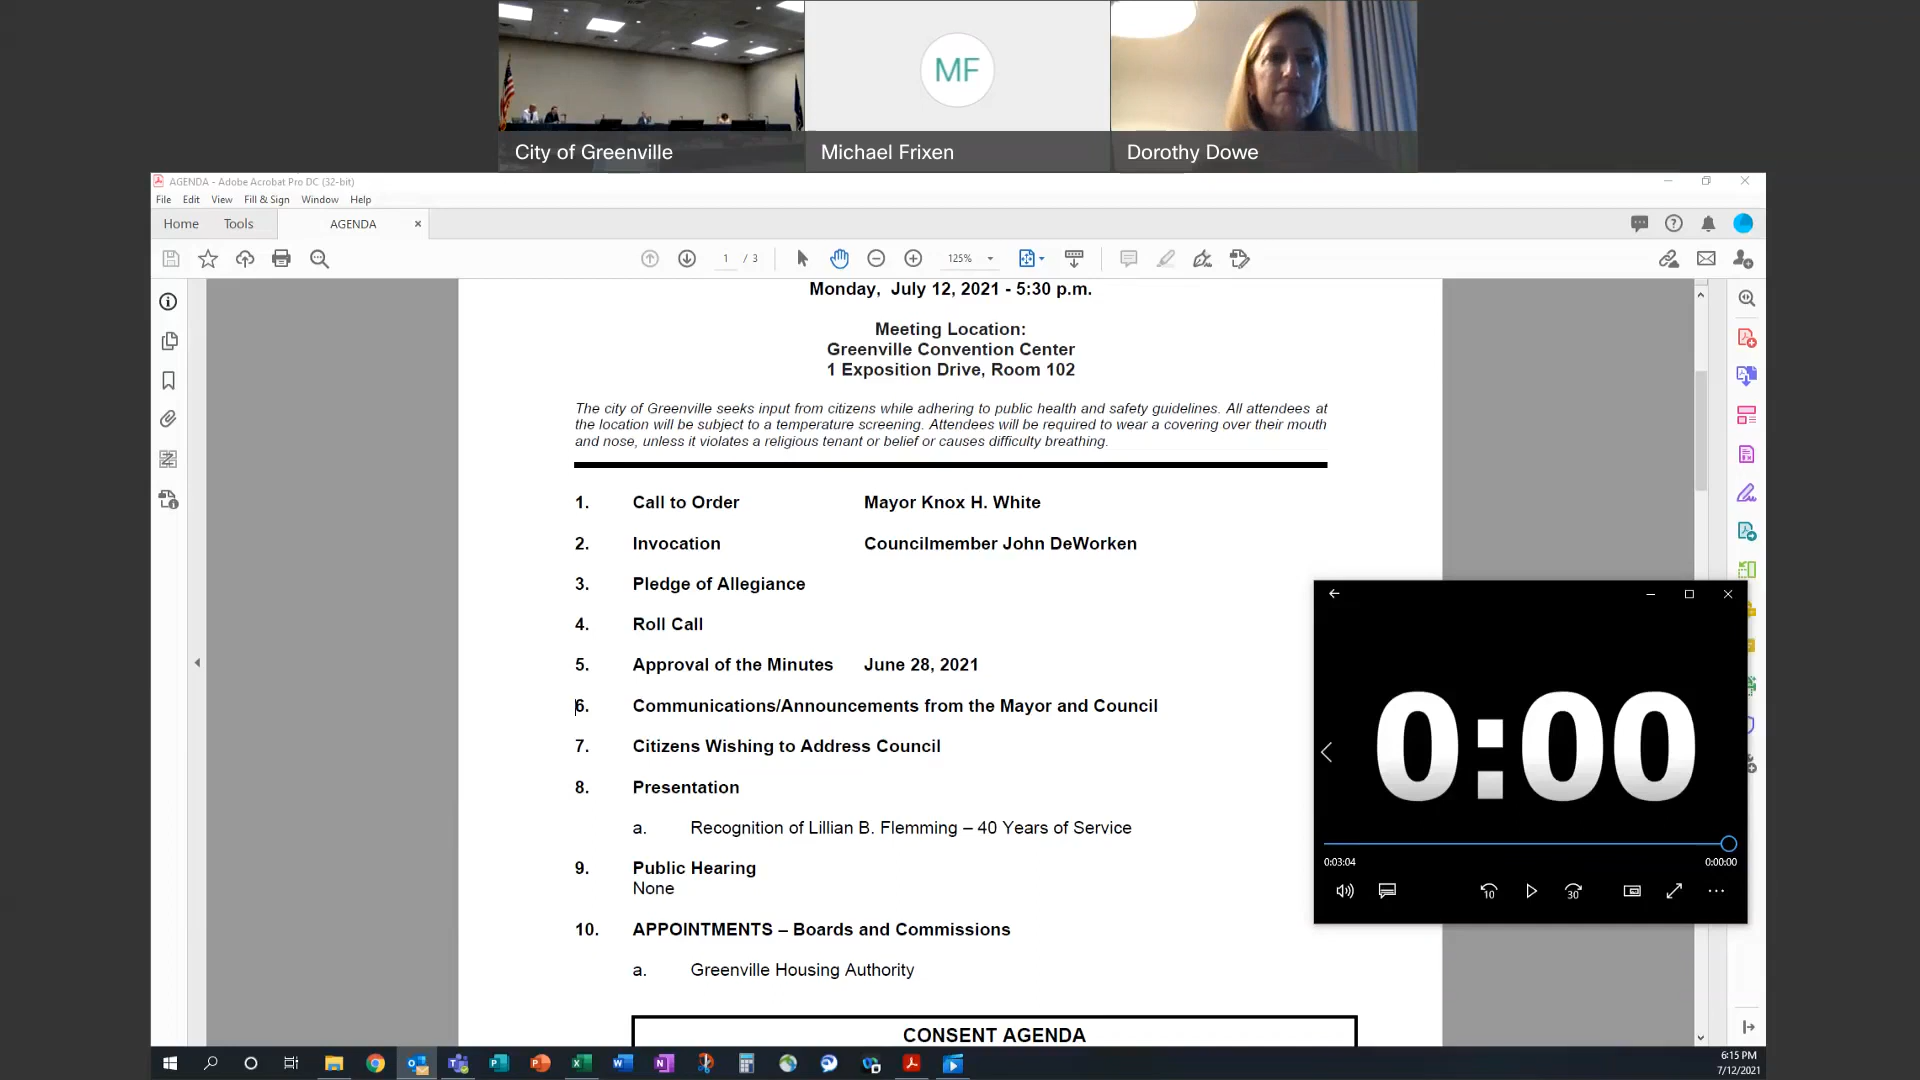 MF
City of Greenville
Michael Frixen
Dorothy Dowe
AGENDA - Adobe Acrobat Pro DC (32-bit)
File Edit View Fill & Sign Window Help
Home Tools AGENDA
1 / 3 125%
Monday, July 12, 2021 - 5:30 p.m.
Meeting Location:
Greenville Convention Center
1 Exposition Drive, Room 102
The city of Greenville seeks input from citizens while adhering to public health and safety guidelines. All attendees at
the location will be subject to a temperature screening. Attendees will be required to wear a covering over their mouth
and nose, unless it violates a religious tenant or belief or causes difficulty breathing.
1. Call to Order Mayor Knox H. White
2. Invocation Councilmember John DeWorken
3. Pledge of Allegiance
4. Roll Call
5. Approval of the Minutes June 28, 2021
6. Communications/Announcements from the Mayor and Council
7. Citizens Wishing to Address Council
8. Presentation
a. Recognition of Lillian B. Flemming – 40 Years of Service
9. Public Hearing
None
10. APPOINTMENTS – Boards and Commissions
a. Greenville Housing Authority
CONSENT AGENDA
0:00
0:03:04 0:00:00
10 30
6:15 PM
7/12/2021